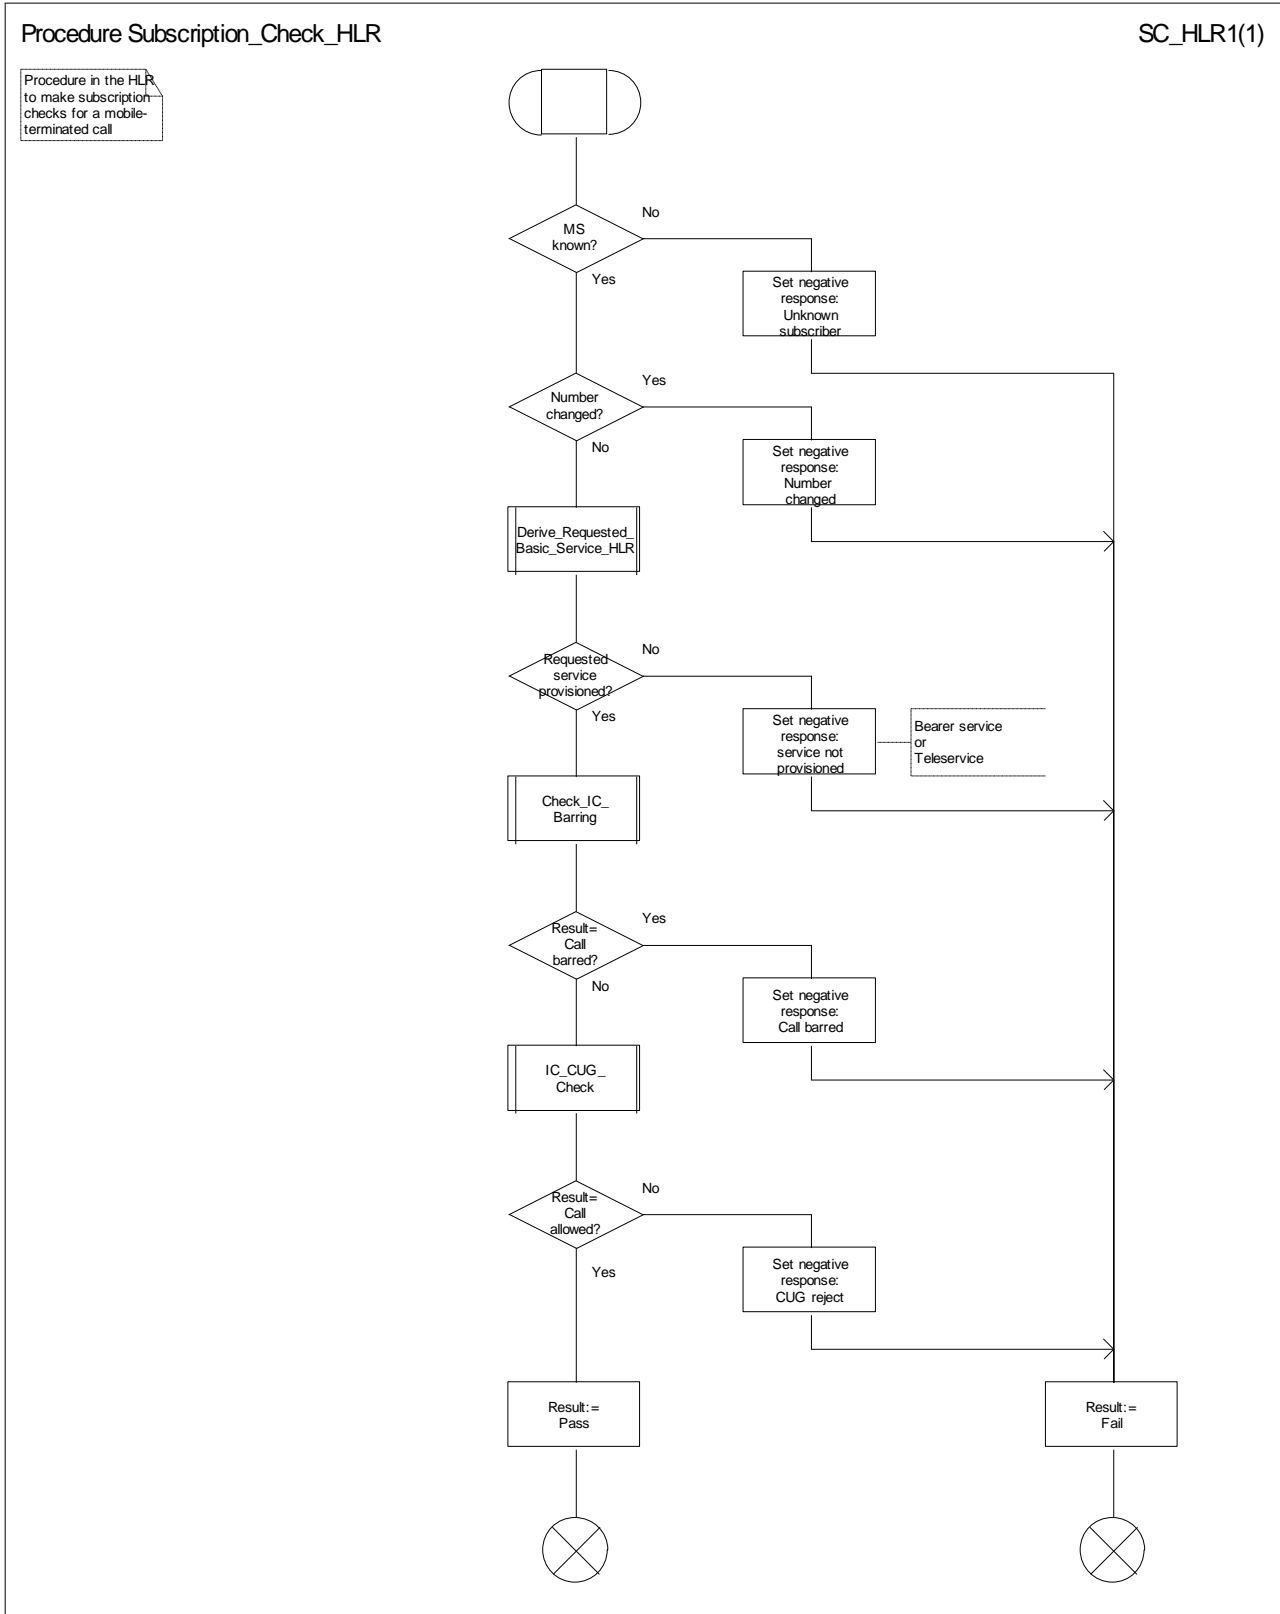 Procedure Subscription_Check_HLR
SC_HLR1(1)
Procedure in the HLR
to make subscription
checks for a mobile-
terminated call
MS
known?
No
Yes
Set negative
response:
Unknown
subscriber
Number
changed?
Yes
No
Set negative
response:
Number
changed
Derive_Requested_
Basic_Service_HLR
Requested
service
provisioned?
No
Yes
Set negative
response:
service not
provisioned
Bearer service
or
Teleservice
Check_IC_
Barring
Result=
Call
barred?
Yes
No
Set negative
response:
Call barred
IC_CUG_
Check
Result=
Call
allowed?
No
Yes
Set negative
response:
CUG reject
Result:=
Pass
Result:=
Fail